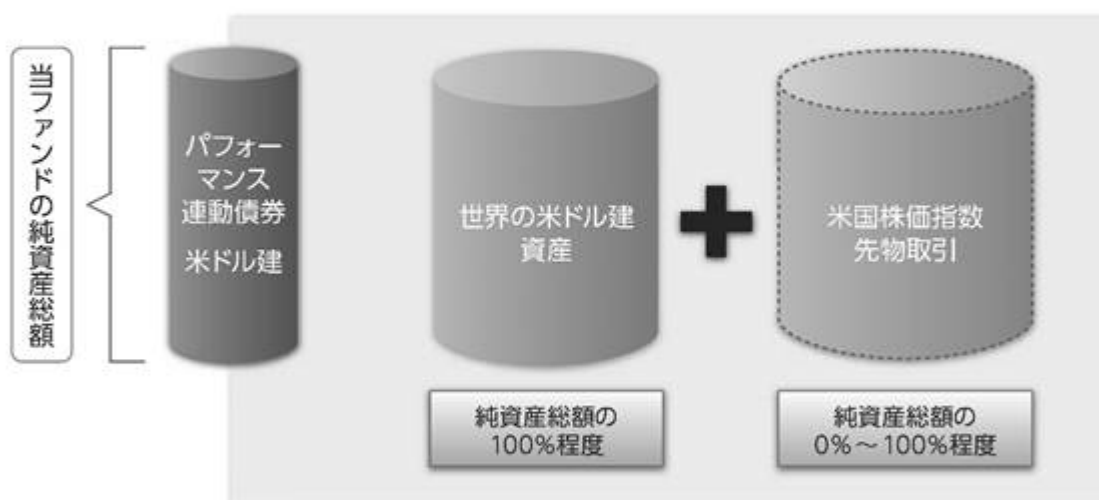 当ファンドの純資産総額
パフォー
マンス
連動債券
米ドル建
世界の米ドル建
資産
米国株価指数
先物取引
純資産総額の
100%程度
純資産総額の
0%～100%程度